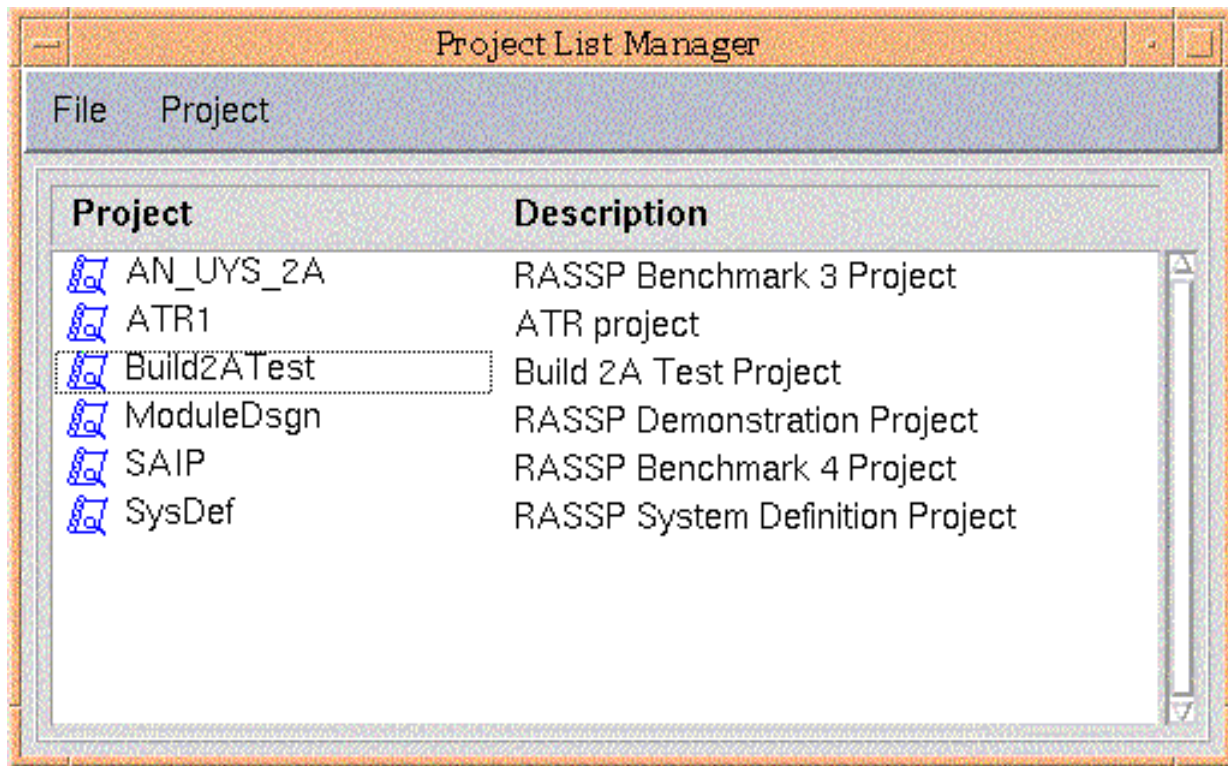 Project List Manager
File Project
Project Description
AN_UYS_2A RASSP Benchmark 3 Project
ATR1 ATR project
Build2ATest Build 2A Test Project
ModuleDsgn RASSP Demonstration Project
SAIP RASSP Benchmark 4 Project
SysDef RASSP System Definition Project